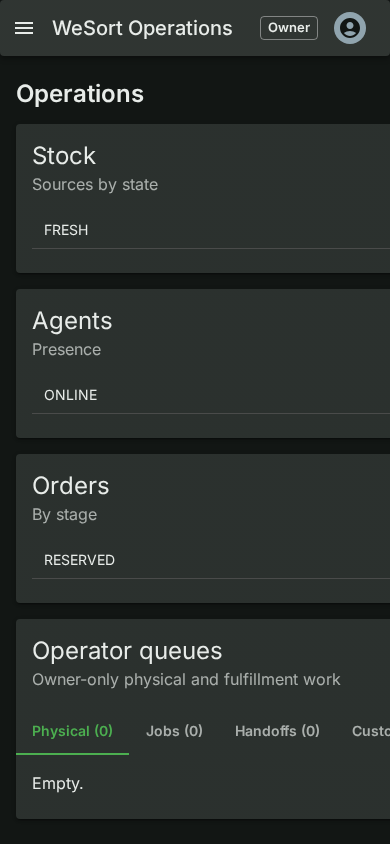 WeSort Operations
Owner
Operations
Stock
Sources by state
FRESH
Agents
Presence
ONLINE
Orders
By stage
RESERVED
Operator queues
Owner-only physical and fulfillment work
Physical (0) Jobs (0) Handoffs (0)
Empty.